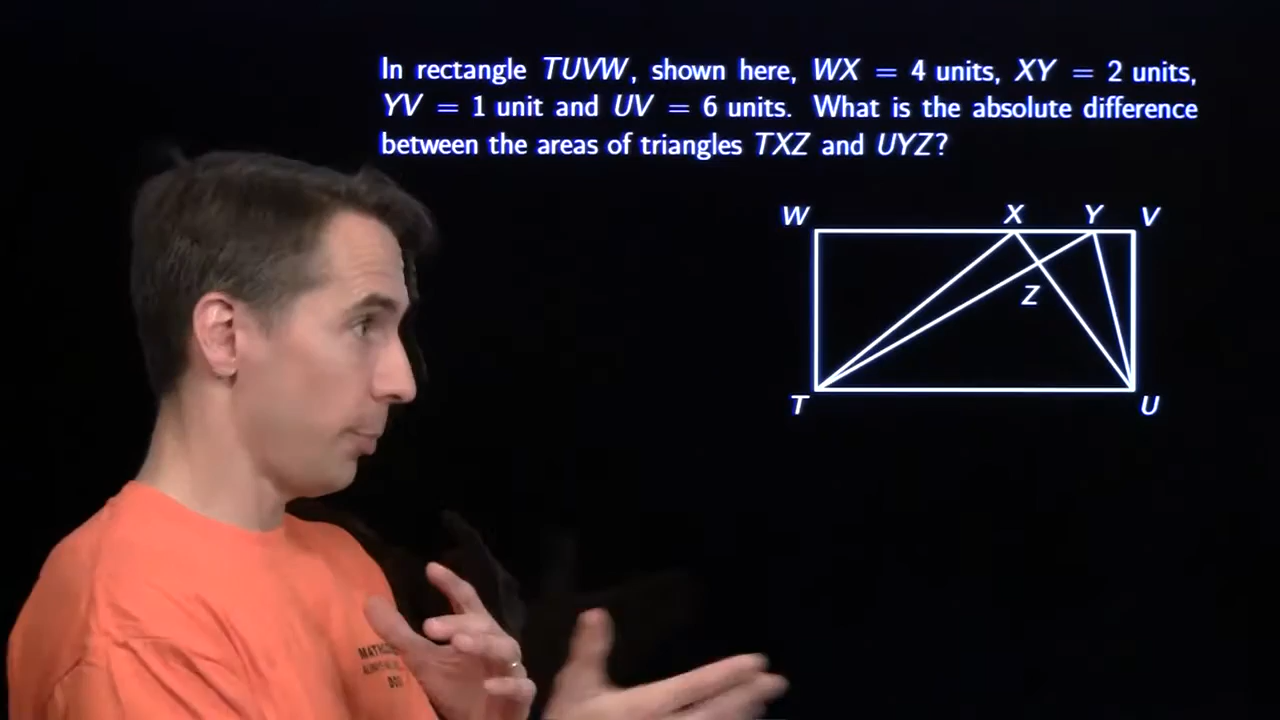 In rectangle TUVW, shown here, WX = 4 units, XY = 2 units,
YV = 1 unit and UV = 6 units. What is the absolute difference
between the areas of triangles TXZ and UYZ?
W X Y V
Z
T U